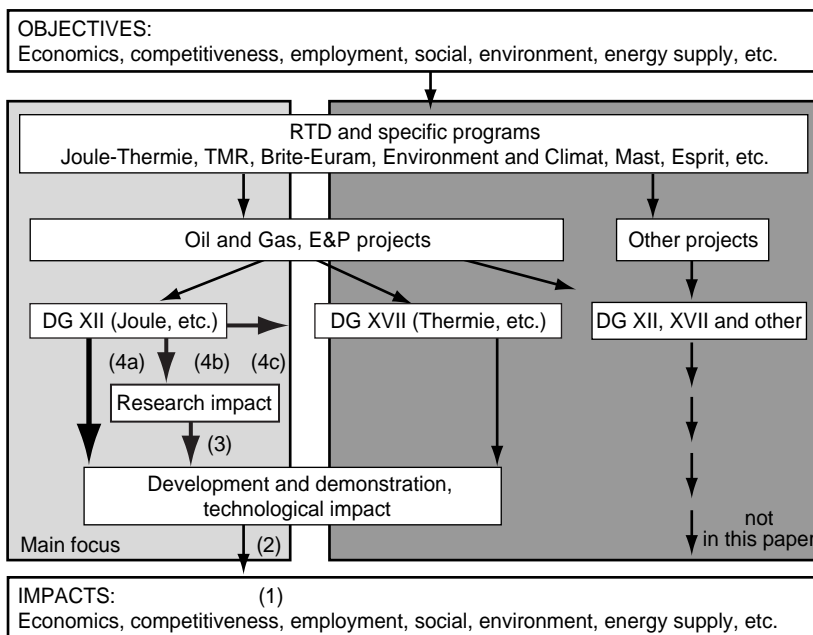 OBJECTIVES:
Economics, competitiveness, employment, social, environment, energy supply, etc.
RTD and specific programs
Joule-Thermie, TMR, Brite-Euram, Environment and Climat, Mast, Esprit, etc.
Oil and Gas, E&P projects
Other projects
DG XII (Joule, etc.)
DG XVII (Thermie, etc.)
DG XII, XVII and other
(4a) (4b) (4c)
Research impact
(3)
Development and demonstration,
technological impact
Main focus
(2)
not
in this paper
IMPACTS: (1)
Economics, competitiveness, employment, social, environment, energy supply, etc.